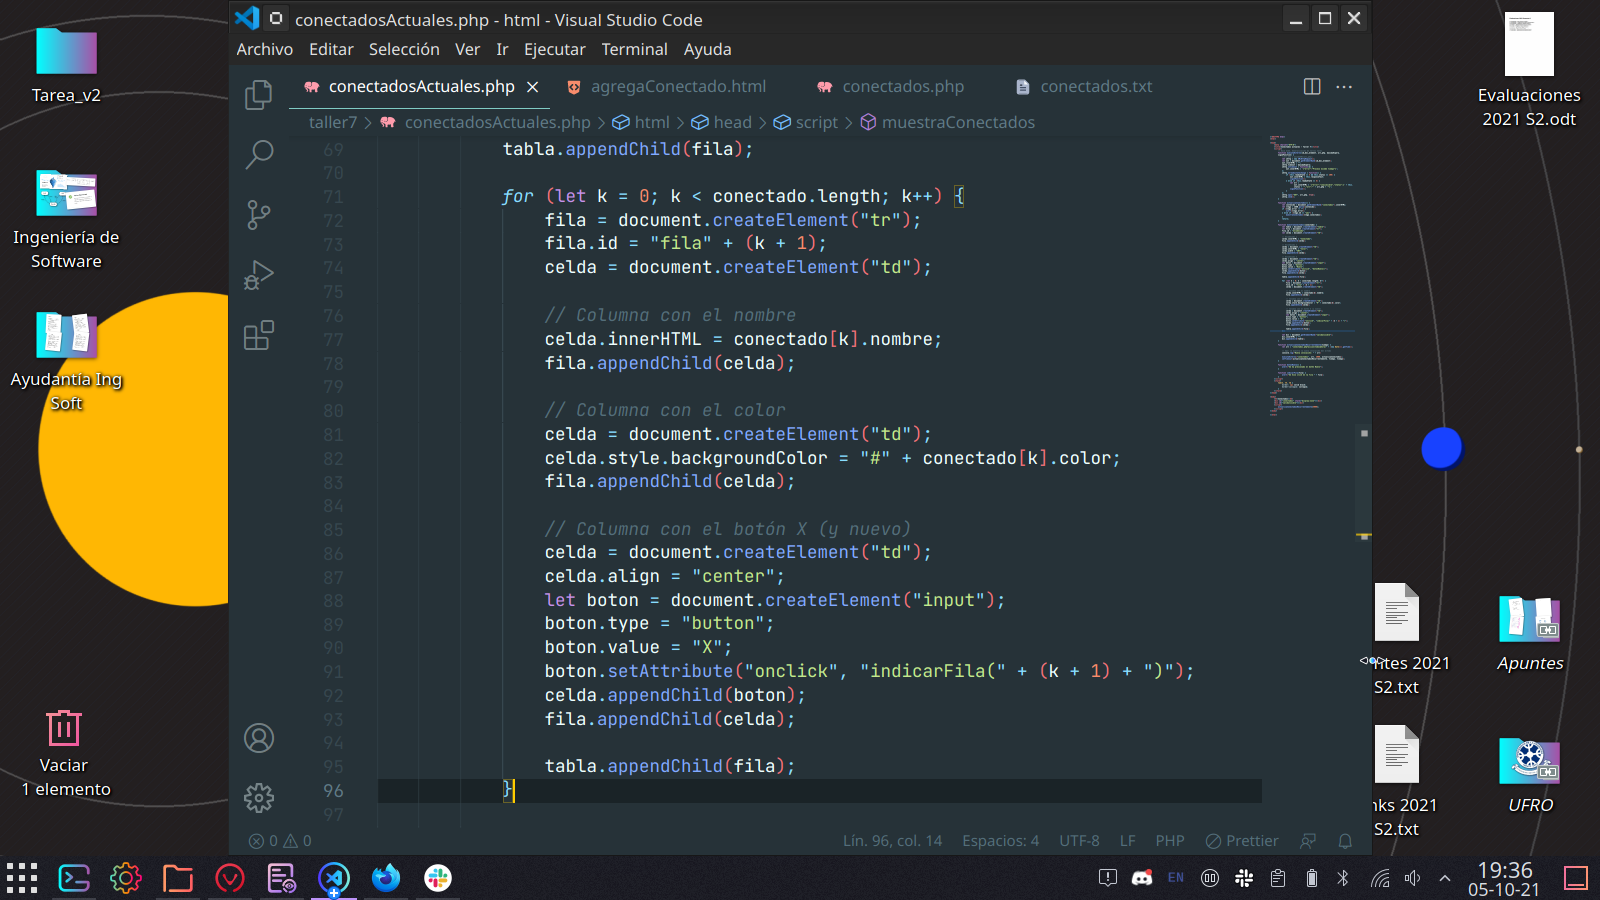 conectadosActuales.php - html - Visual Studio Code
Archivo Editar Selección Ver Ir Ejecutar Terminal Ayuda
conectadosActuales.php agregaConectado.html conectados.php conectados.txt
taller7 > conectadosActuales.php > html > head > script > muestraConectados
69 tabla.appendChild(fila);
70
71 for (let k = 0; k < conectado.length; k++) {
72 fila = document.createElement("tr");
73 fila.id = "fila" + (k + 1);
74 celda = document.createElement("td");
75
76 // Columna con el nombre
77 celda.innerHTML = conectado[k].nombre;
78 fila.appendChild(celda);
79
80 // Columna con el color
81 celda = document.createElement("td");
82 celda.style.backgroundColor = "#" + conectado[k].color;
83 fila.appendChild(celda);
84
85 // Columna con el botón X (y nuevo)
86 celda = document.createElement("td");
87 celda.align = "center";
88 let boton = document.createElement("input");
89 boton.type = "button";
90 boton.value = "X";
91 boton.setAttribute("onclick", "indicarFila(" + (k + 1) + ")");
92 celda.appendChild(boton);
93 fila.appendChild(celda);
94
95 tabla.appendChild(fila);
96 }
97
0 0 Lín. 96, col. 14 Espacios: 4 UTF-8 LF PHP Prettier
Tarea_v2
Ingeniería de
Software
Ayudantía Ing
Soft
Vaciar
1 elemento
Evaluaciones
2021 S2.odt
ntes 2021
S2.txt
Apuntes
nks 2021
S2.txt
UFRO
EN
19:36
05-10-21